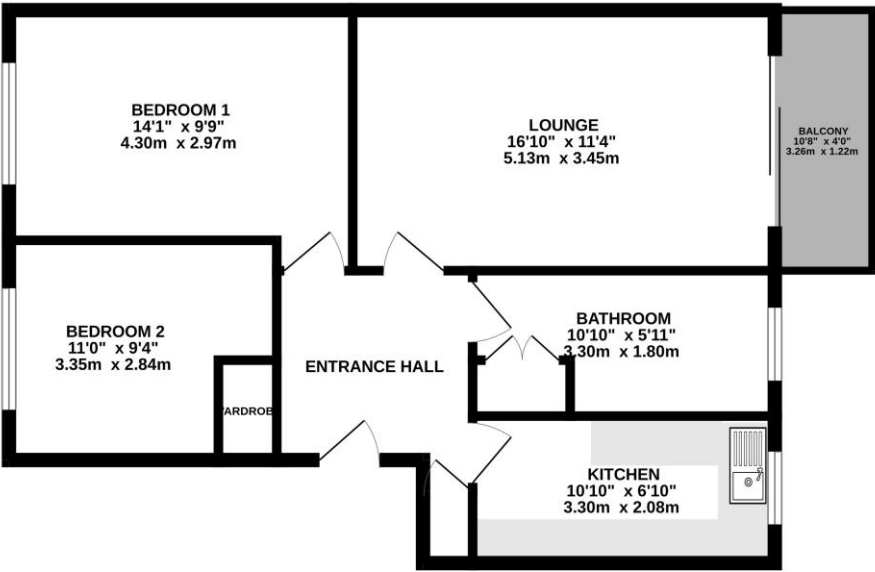 BEDROOM 1
14'1" x 9'9"
4.30m x 2.97m
LOUNGE
16'10" x 11'4"
5.13m x 3.45m
BALCONY
10'8" x 4'0"
3.26m x 1.22m
BEDROOM 2
11'0" x 9'4"
3.35m x 2.84m
BATHROOM
10'10" x 5'11"
3.30m x 1.80m
ENTRANCE HALL
ARDROB
KITCHEN
10'10" x 6'10"
3.30m x 2.08m